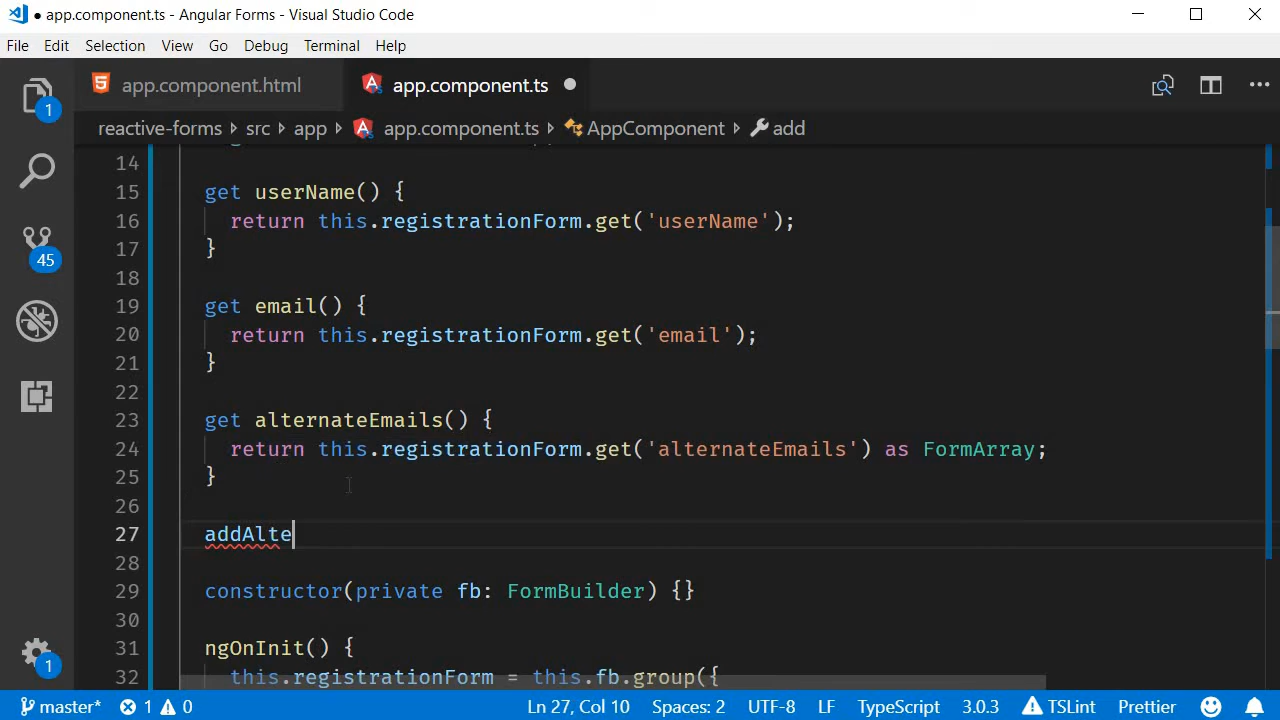 app.component.ts - Angular Forms - Visual Studio Code
File Edit Selection View Go Debug Terminal Help
app.component.html app.component.ts
reactive-forms src app app.component.ts AppComponent add
14
15 get userName() {
16 return this.registrationForm.get('userName');
17 }
18
19 get email() {
20 return this.registrationForm.get('email');
21 }
22
23 get alternateEmails() {
24 return this.registrationForm.get('alternateEmails') as FormArray;
25 }
26
27 addAlte
28
29 constructor(private fb: FormBuilder) {}
30
31 ngOnInit() {
32 this.registrationForm = this.fb.group({
1
45
1
master* 1 0 Ln 27, Col 10 Spaces: 2 UTF-8 LF TypeScript 3.0.3 TSLint Prettier